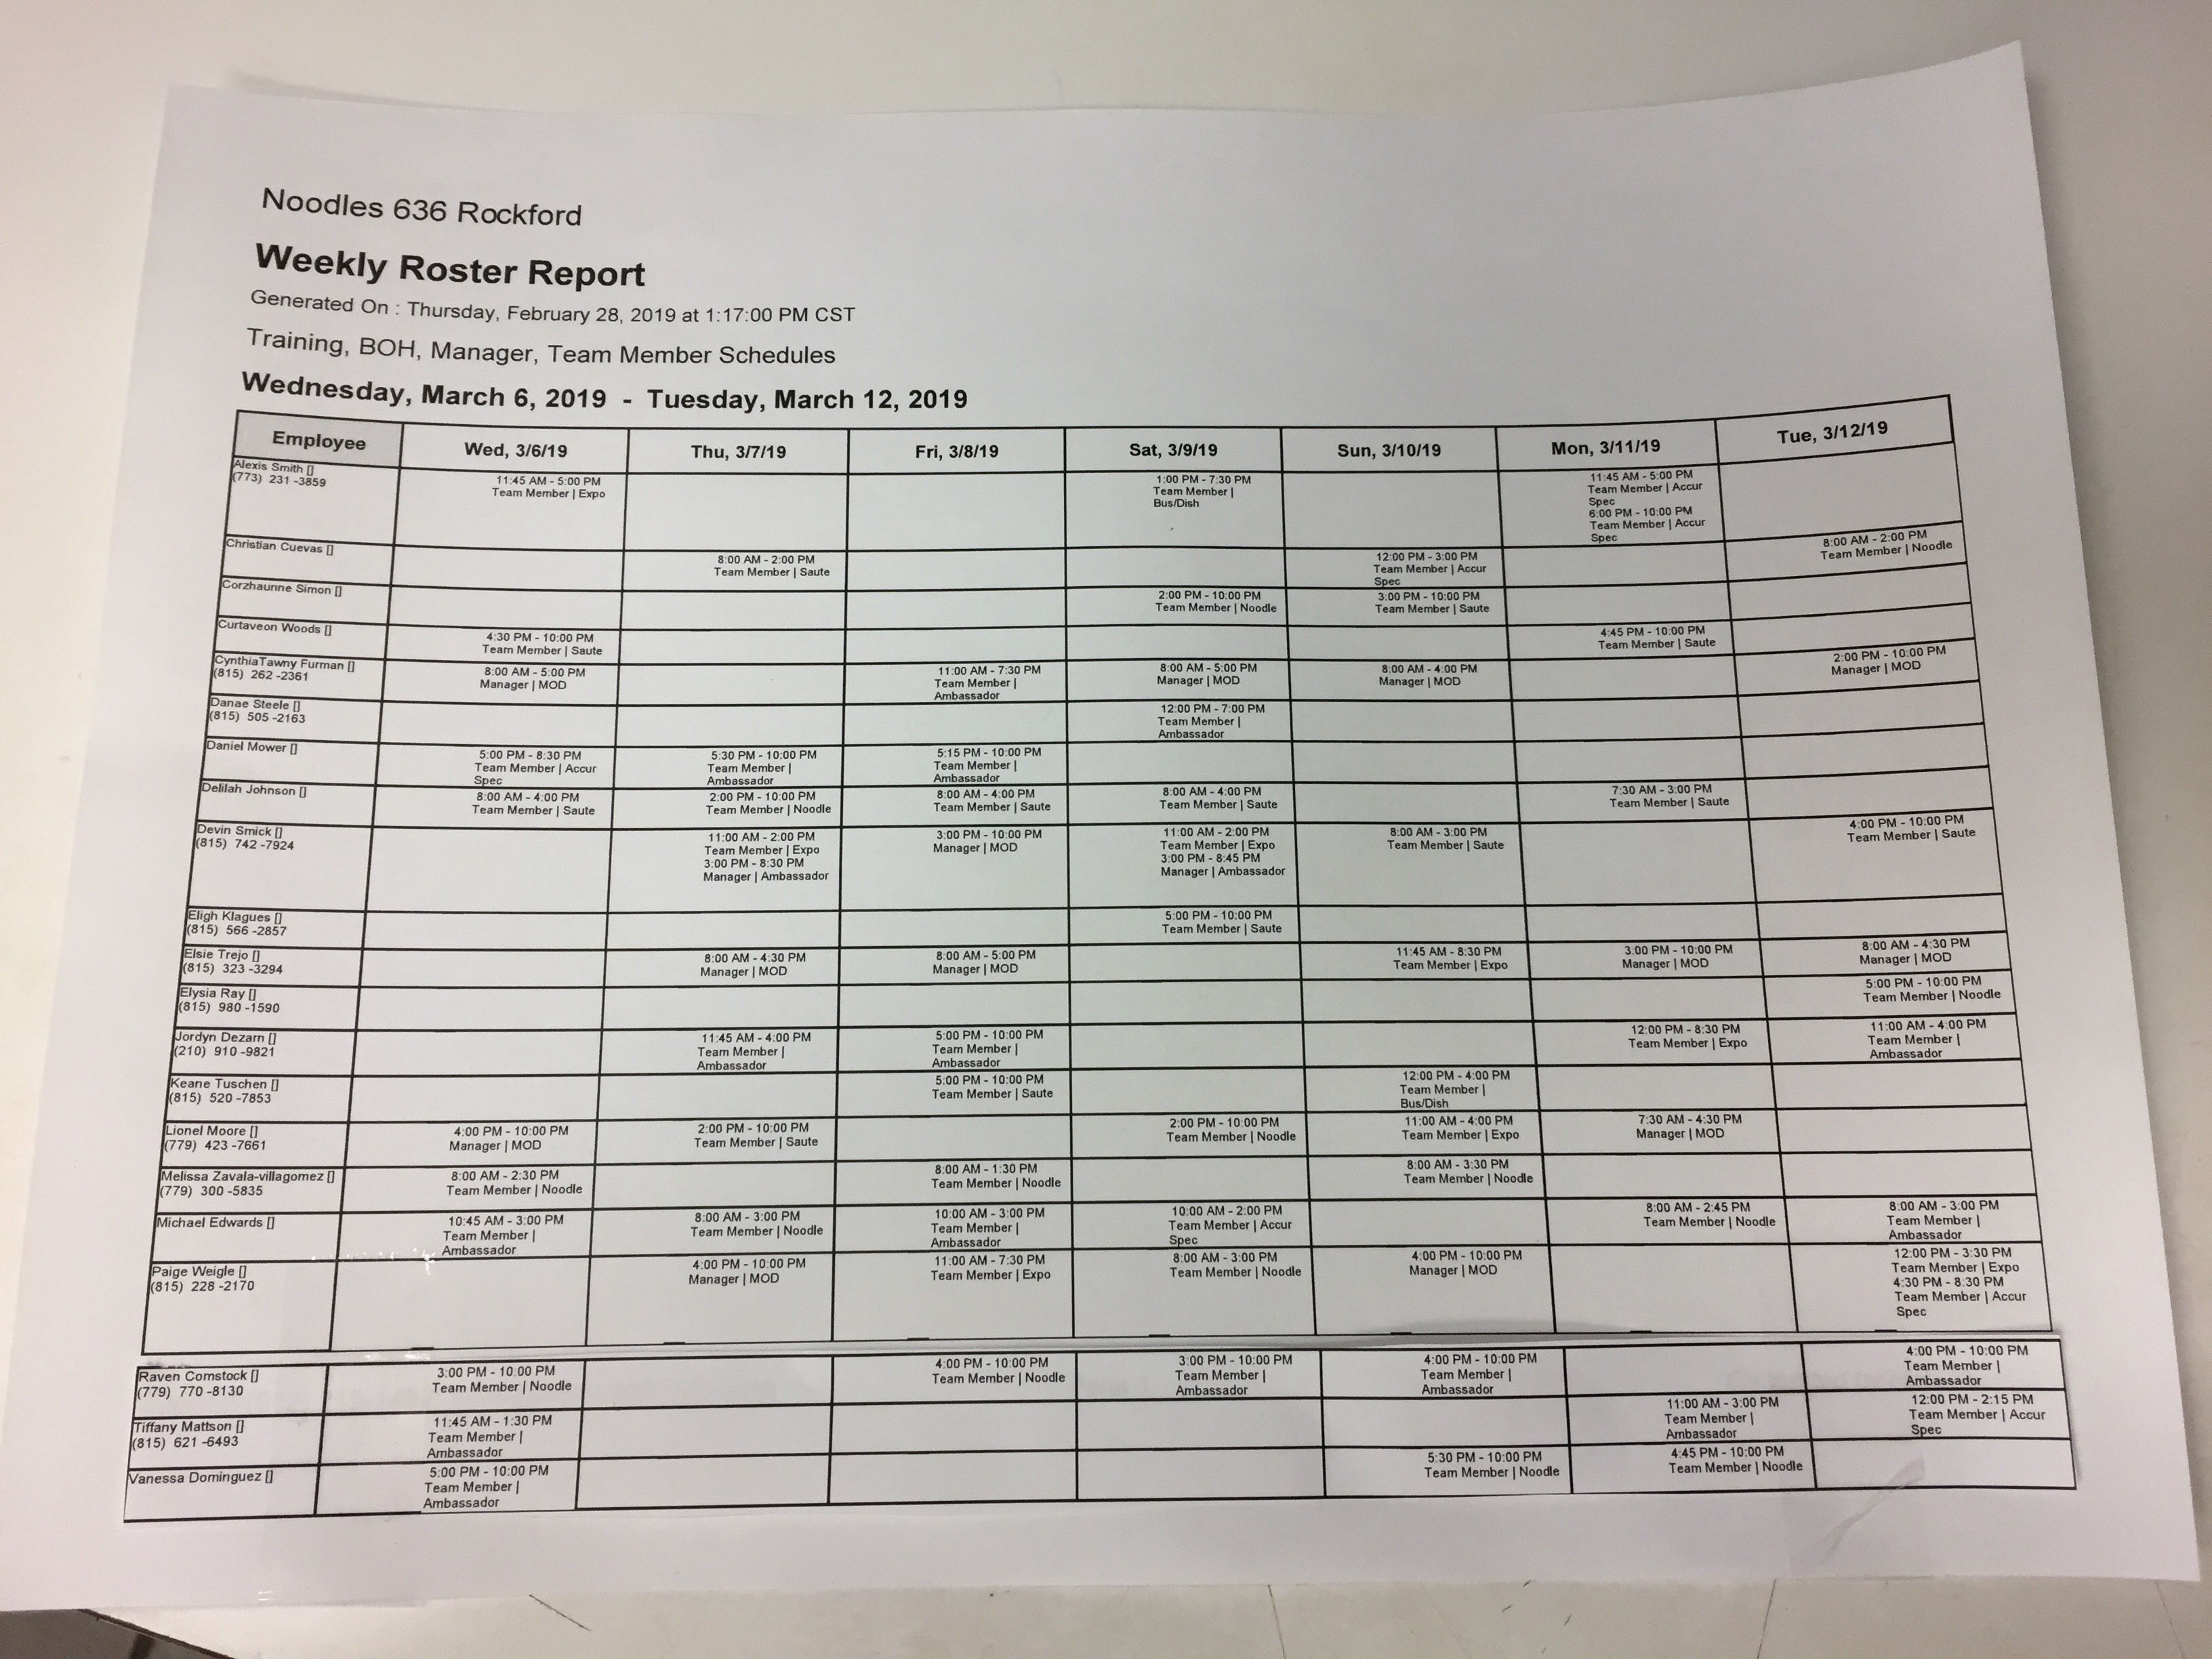 Noodles 636 Rockford
Weekly Roster Report
Generated On : Thursday, February 28, 2019 at 1:17:00 PM CST
Training, BOH, Manager, Team Member Schedules
Wednesday, March 6, 2019 - Tuesday, March 12, 2019
Employee Wed, 3/6/19 Thu, 3/7/19 Fri, 3/8/19 Sat, 3/9/19 Sun, 3/10/19 Mon, 3/11/19 Tue, 3/12/19
Alexis Smith [] 11:45 AM - 5:00 PM 1:00 PM - 7:30 PM 11:45 AM - 5:00 PM
(773) 231 -3859 Team Member | Expo Team Member | Team Member | Accur
Bus/Dish Spec
6:00 PM - 10:00 PM
Team Member | Accur
Spec
Christian Cuevas [] 8:00 AM - 2:00 PM 12:00 PM - 3:00 PM 8:00 AM - 2:00 PM
Team Member | Saute Team Member | Accur Team Member | Noodle
Spec
Corzhaunne Simon [] 2:00 PM - 10:00 PM 3:00 PM - 10:00 PM
Team Member | Noodle Team Member | Saute
Curtaveon Woods [] 4:30 PM - 10:00 PM 4:45 PM - 10:00 PM
Team Member | Saute Team Member | Saute
CynthiaTawny Furman [] 8:00 AM - 5:00 PM 11:00 AM - 7:30 PM 8:00 AM - 5:00 PM 8:00 AM - 4:00 PM 2:00 PM - 10:00 PM
(815) 262 -2361 Manager | MOD Team Member | Manager | MOD Manager | MOD Manager | MOD
Ambassador
Danae Steele [] 12:00 PM - 7:00 PM
(815) 505 -2163 Team Member |
Ambassador
Daniel Mower [] 5:00 PM - 8:30 PM 5:30 PM - 10:00 PM 5:15 PM - 10:00 PM
Team Member | Accur Team Member | Team Member |
Spec Ambassador Ambassador
Delilah Johnson [] 8:00 AM - 4:00 PM 2:00 PM - 10:00 PM 8:00 AM - 4:00 PM 8:00 AM - 4:00 PM 7:30 AM - 3:00 PM
Team Member | Saute Team Member | Noodle Team Member | Saute Team Member | Saute Team Member | Saute
Devin Smick [] 11:00 AM - 2:00 PM 3:00 PM - 10:00 PM 11:00 AM - 2:00 PM 8:00 AM - 3:00 PM 4:00 PM - 10:00 PM
(815) 742 -7924 Team Member | Expo Manager | MOD Team Member | Expo Team Member | Saute Team Member | Saute
3:00 PM - 8:30 PM 3:00 PM - 8:45 PM
Manager | Ambassador Manager | Ambassador
Eligh Klagues [] 5:00 PM - 10:00 PM
(815) 566 -2857 Team Member | Saute
Elsie Trejo [] 8:00 AM - 4:30 PM 8:00 AM - 5:00 PM 11:45 AM - 8:30 PM 3:00 PM - 10:00 PM 8:00 AM - 4:30 PM
(815) 323 -3294 Manager | MOD Manager | MOD Team Member | Expo Manager | MOD Manager | MOD
Elysia Ray [] 5:00 PM - 10:00 PM
(815) 980 -1590 Team Member | Noodle
Jordyn Dezarn [] 11:45 AM - 4:00 PM 5:00 PM - 10:00 PM 12:00 PM - 8:30 PM 11:00 AM - 4:00 PM
(210) 910 -9821 Team Member | Team Member | Team Member | Expo Team Member |
Ambassador Ambassador Ambassador
Keane Tuschen [] 5:00 PM - 10:00 PM 12:00 PM - 4:00 PM
(815) 520 -7853 Team Member | Saute Team Member |
Bus/Dish
Lionel Moore [] 4:00 PM - 10:00 PM 2:00 PM - 10:00 PM 2:00 PM - 10:00 PM 11:00 AM - 4:00 PM 7:30 AM - 4:30 PM
(779) 423 -7661 Manager | MOD Team Member | Saute Team Member | Noodle Team Member | Expo Manager | MOD
Melissa Zavala-villagomez [] 8:00 AM - 2:30 PM 8:00 AM - 1:30 PM 8:00 AM - 3:30 PM
(779) 300 -5835 Team Member | Noodle Team Member | Noodle Team Member | Noodle
Michael Edwards [] 10:45 AM - 3:00 PM 8:00 AM - 3:00 PM 10:00 AM - 3:00 PM 10:00 AM - 2:00 PM 8:00 AM - 2:45 PM 8:00 AM - 3:00 PM
Team Member | Team Member | Noodle Team Member | Team Member | Accur Team Member | Noodle Team Member |
Ambassador Ambassador Spec Ambassador
Paige Weigle [] 4:00 PM - 10:00 PM 11:00 AM - 7:30 PM 8:00 AM - 3:00 PM 4:00 PM - 10:00 PM 12:00 PM - 3:30 PM
(815) 228 -2170 Manager | MOD Team Member | Expo Team Member | Noodle Manager | MOD Team Member | Expo
4:30 PM - 8:30 PM
Team Member | Accur
Spec
Raven Comstock [] 3:00 PM - 10:00 PM 4:00 PM - 10:00 PM 3:00 PM - 10:00 PM 4:00 PM - 10:00 PM 4:00 PM - 10:00 PM
(779) 770 -8130 Team Member | Noodle Team Member | Noodle Team Member | Team Member | Team Member |
Ambassador Ambassador Ambassador
Tiffany Mattson [] 11:45 AM - 1:30 PM 11:00 AM - 3:00 PM 12:00 PM - 2:15 PM
(815) 621 -6493 Team Member | Team Member | Team Member | Accur
Ambassador Ambassador Spec
Vanessa Dominguez [] 5:00 PM - 10:00 PM 5:30 PM - 10:00 PM 4:45 PM - 10:00 PM
Team Member | Team Member | Noodle Team Member | Noodle
Ambassador